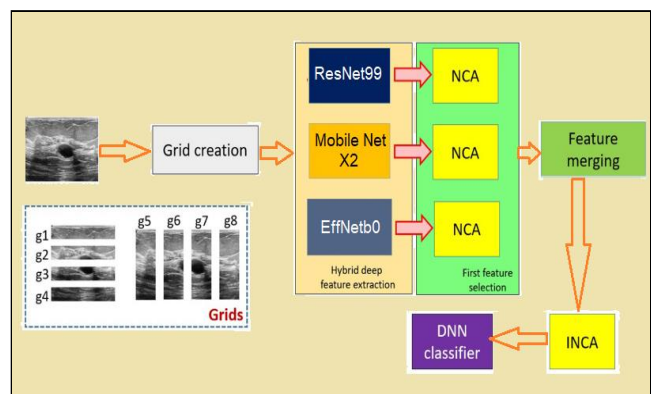 Grid creation
ResNet99
Mobile Net
X2
EffNetb0
Hybrid deep
feature extraction
NCA
NCA
NCA
First feature
selection
Feature
merging
INCA
DNN
classifier
g1
g2
g3
g4
g5 g6 g7 g8
Grids